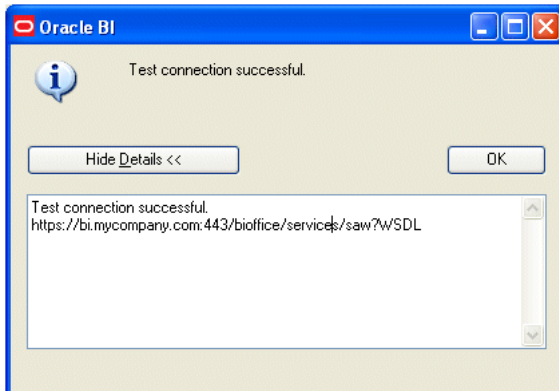 Oracle BI
Test connection successful.
Hide Details <<
OK
Test connection successful.
https://bi.mycompany.com:443/bioffice/services/saw?WSDL